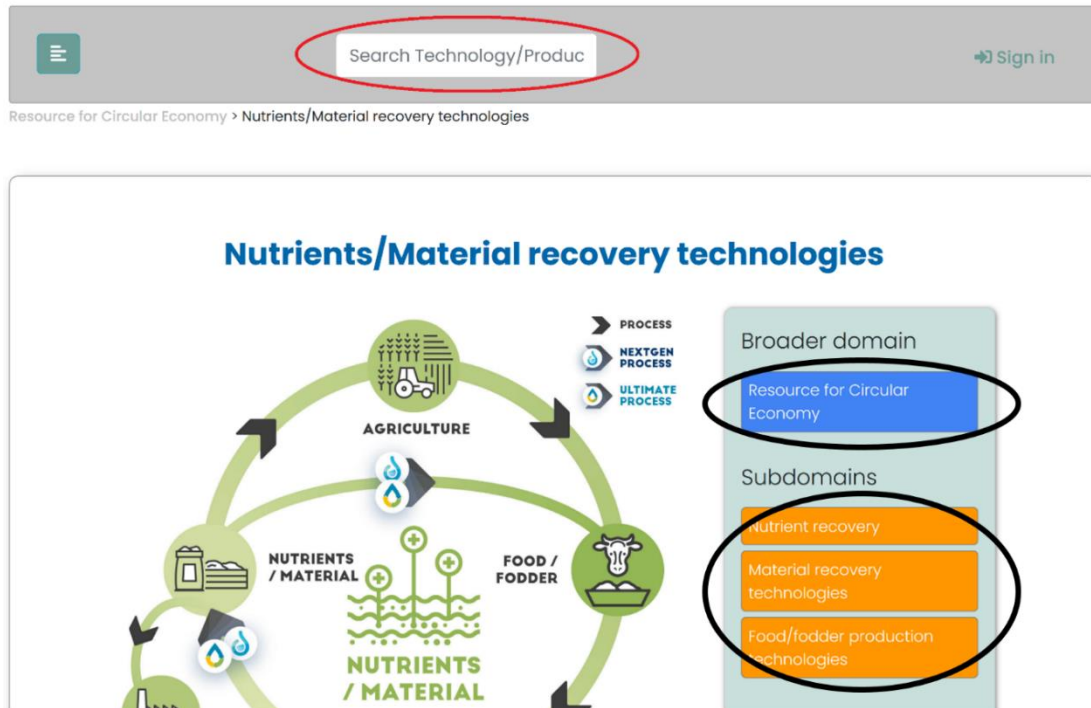 Search Technology/Produc
Sign in
Resource for Circular Economy > Nutrients/Material recovery technologies
Nutrients/Material recovery technologies
PROCESS
NEXTGEN
PROCESS
ULTIMATE
PROCESS
AGRICULTURE
NUTRIENTS
/ MATERIAL
FOOD /
FODDER
NUTRIENTS
/ MATERIAL
Broader domain
Resource for Circular
Economy
Subdomains
Nutrient recovery
Material recovery
technologies
Food/fodder production
technologies